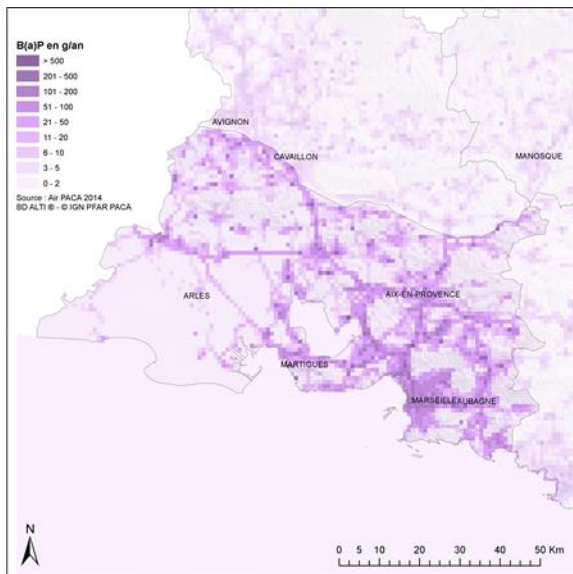 B(a)P en g/an
> 500
201 - 500
101 - 200
51 - 100
21 - 50
11 - 20
6 - 10
3 - 5
0 - 2
Source : Air PACA 2014
BD ALTI ® - © IGN PFAR PACA
AVIGNON
CAVAILLON
MANOSQUE
ARLES
AIX-EN-PROVENCE
MARTIGUES
MARSEILLEAUBAGNE
N
0 5 10 20 30 40 50 Km